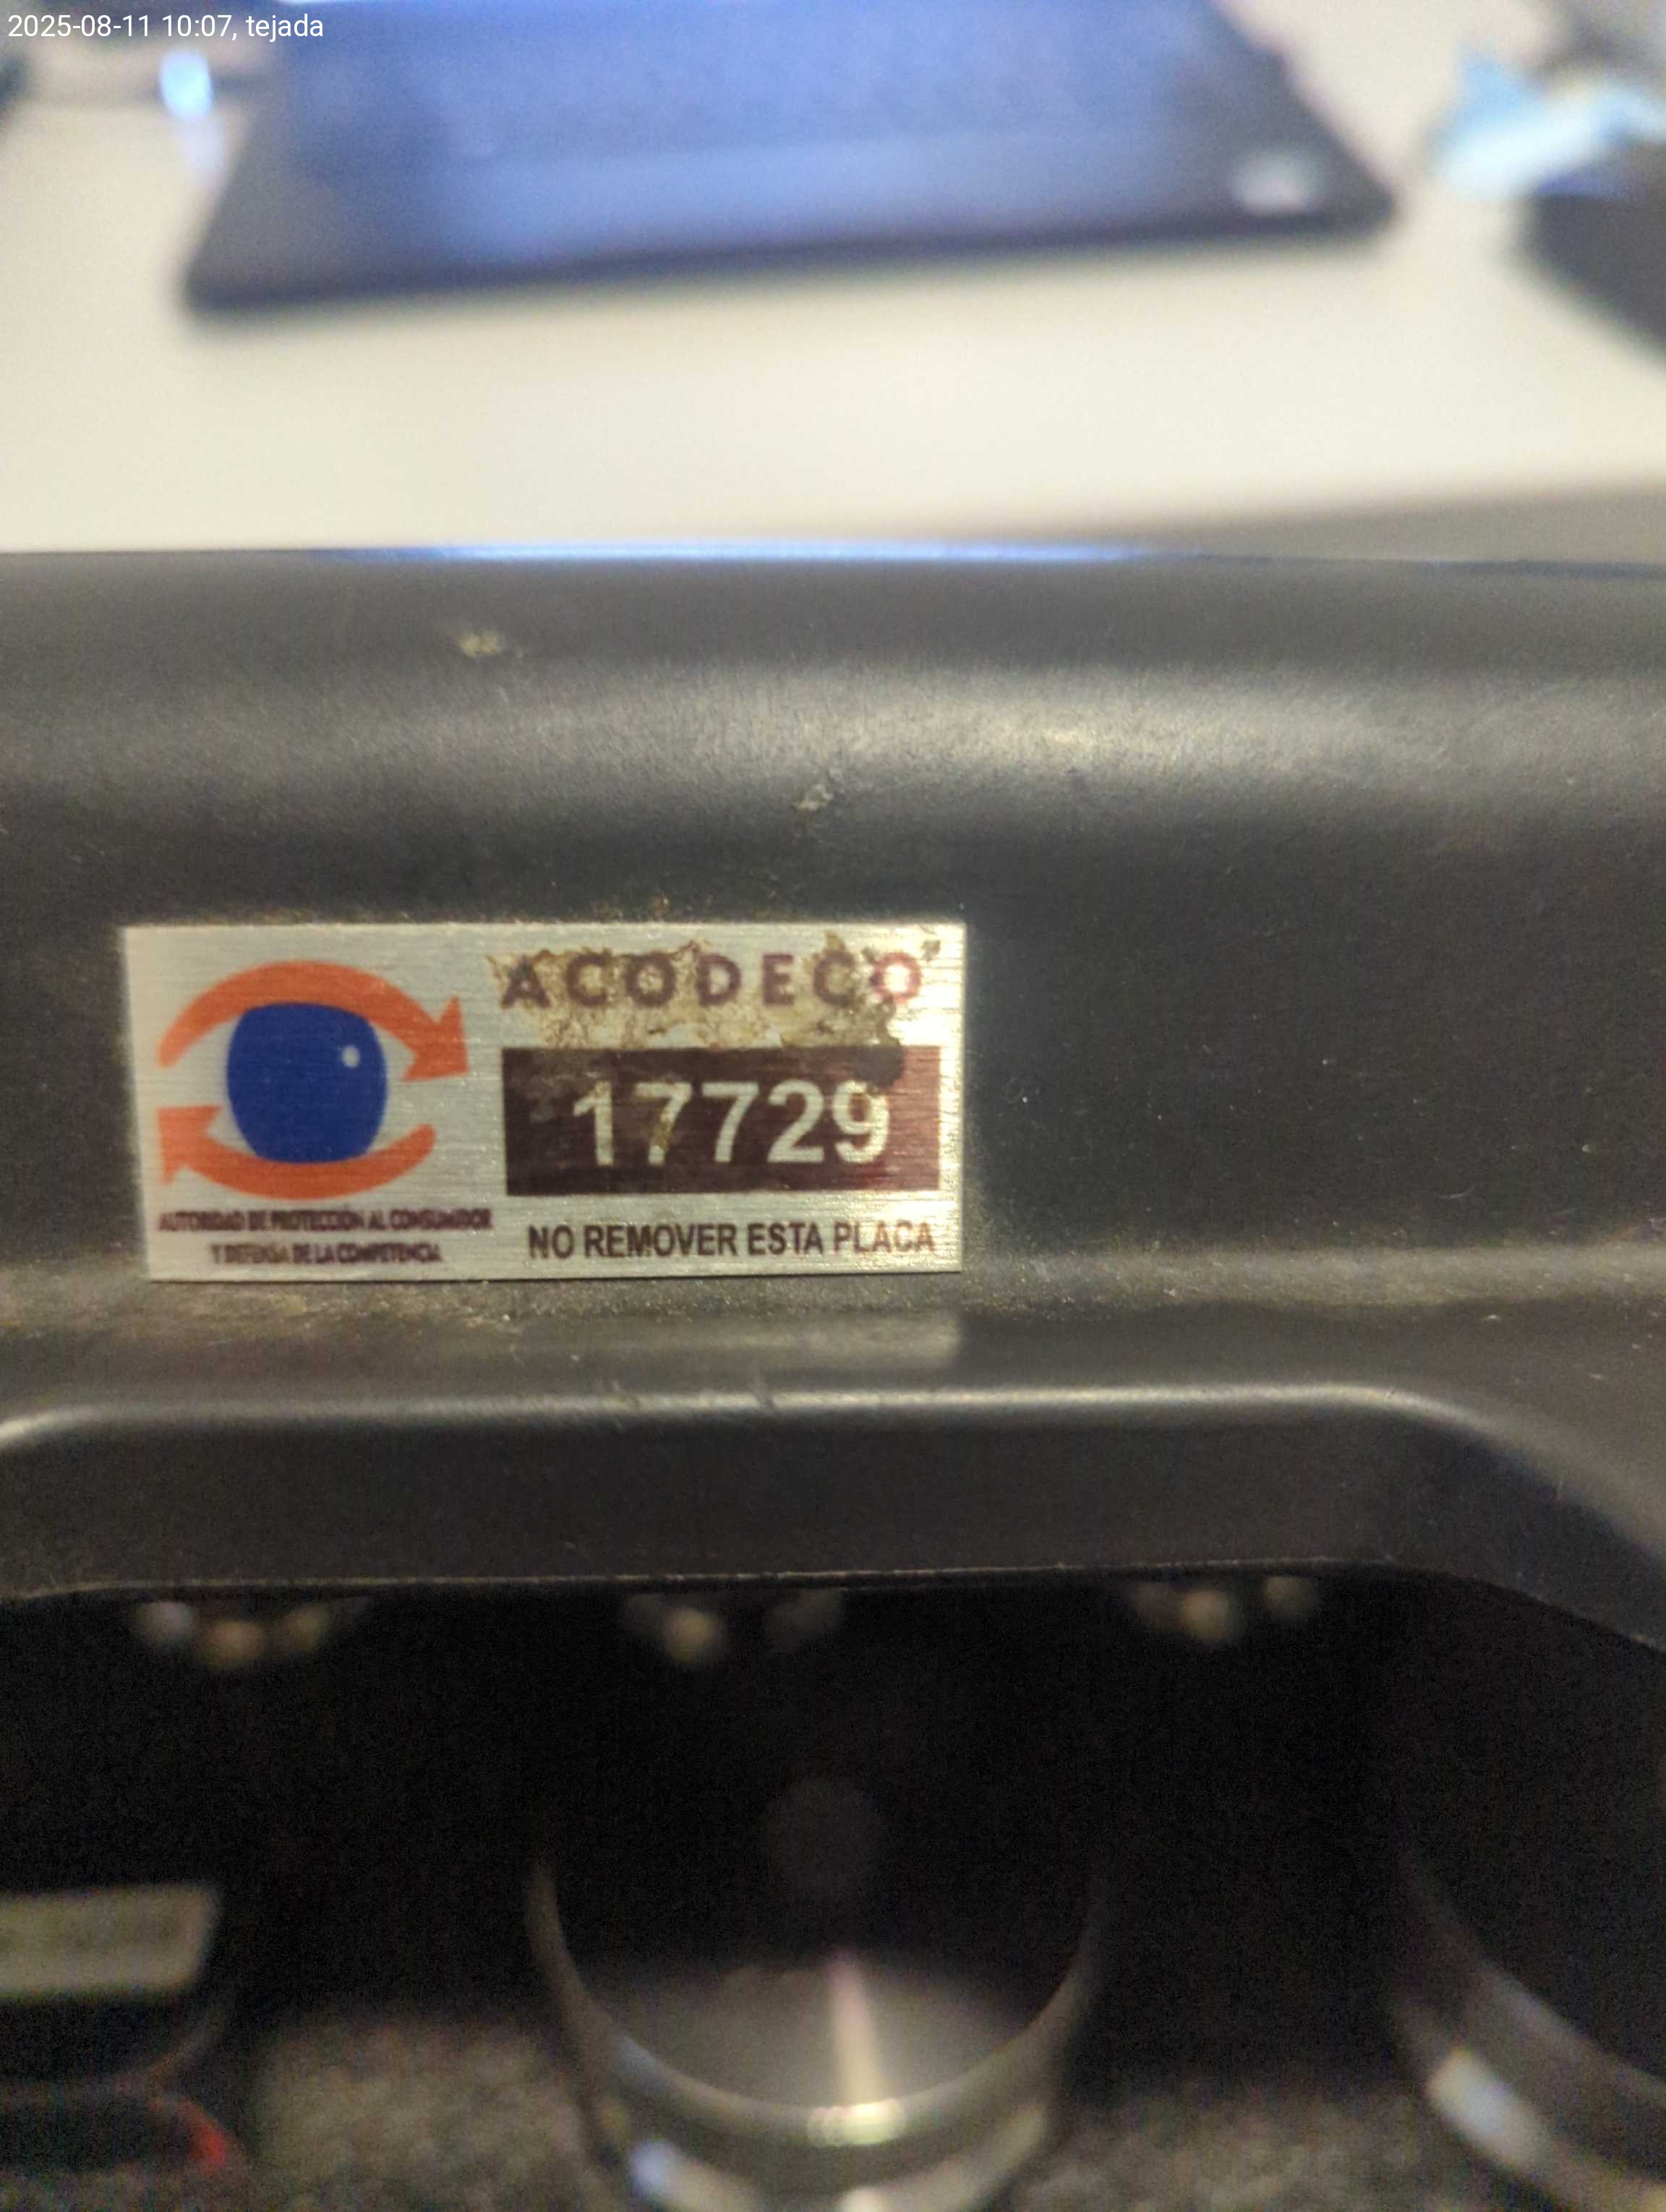 2025-08-11 10:07, tejada
ACODECO
17729
AUTORIDAD DE PROTECCIÓN AL CONSUMIDOR
Y DEFENSA DE LA COMPETENCIA
NO REMOVER ESTA PLACA